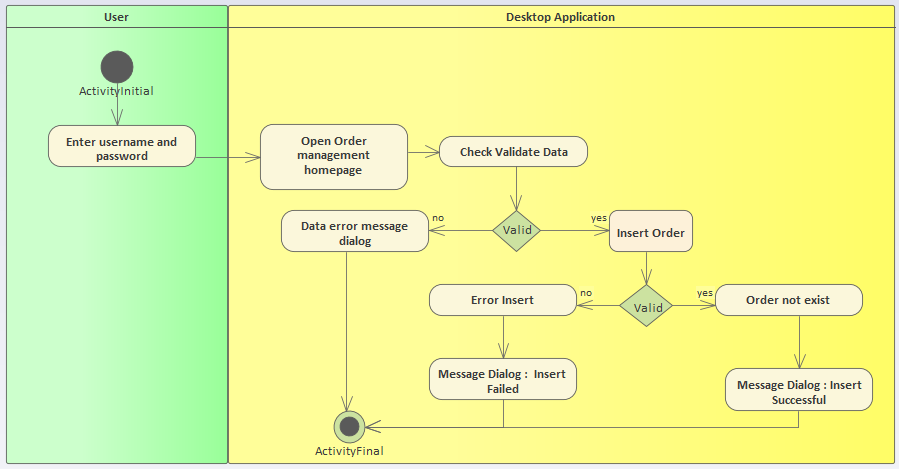 User
Desktop Application
ActivityInitial
Enter username and
password
Open Order
management
homepage
Check Validate Data
Data error message
dialog
no
Valid
yes
Insert Order
Error Insert
no
Valid
yes
Order not exist
Message Dialog :  Insert
Failed
Message Dialog : Insert
Successful
ActivityFinal